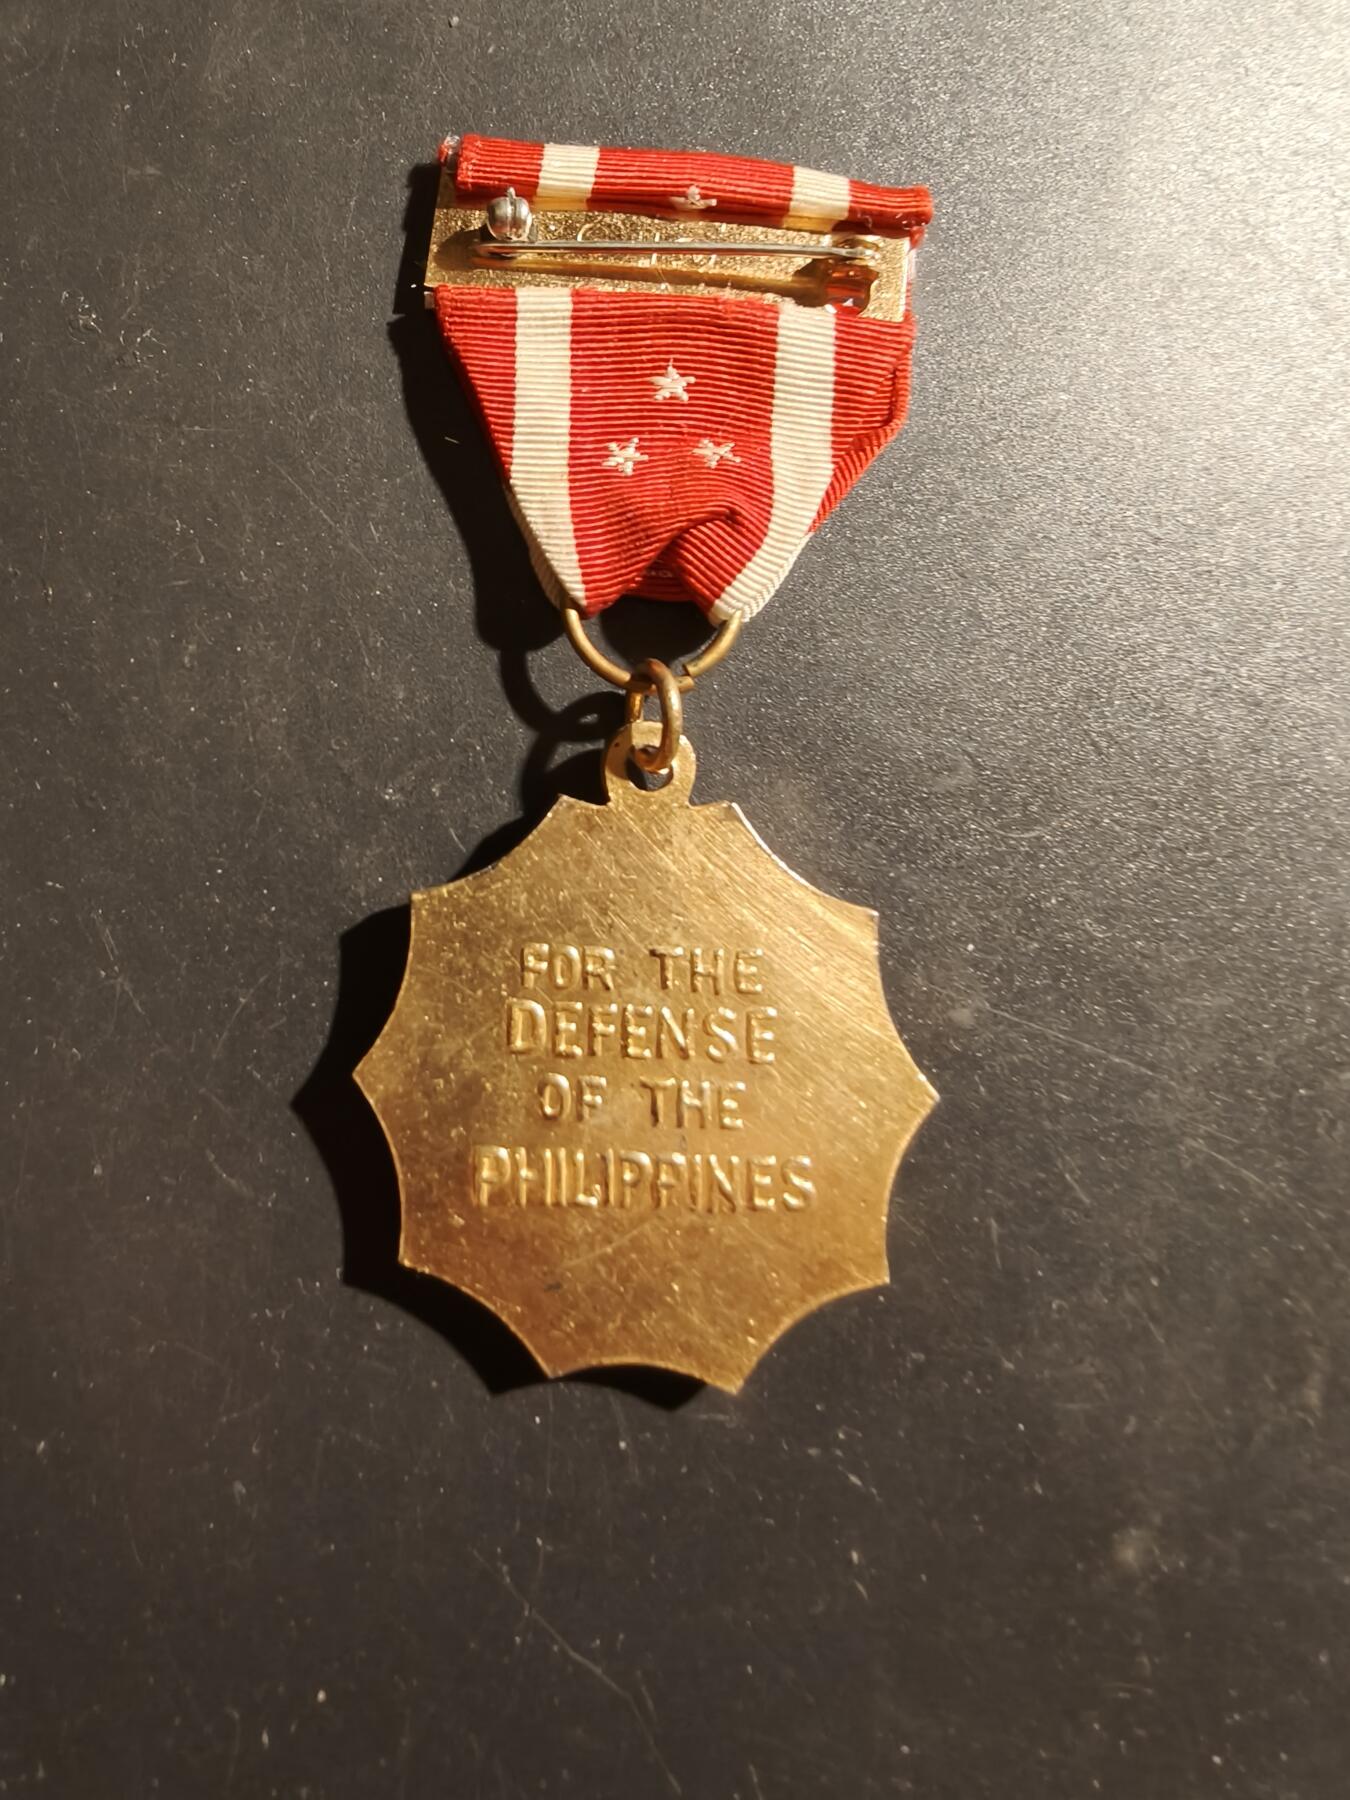 FOR THE
DEFENSE
OF THE
PHILIPPINES